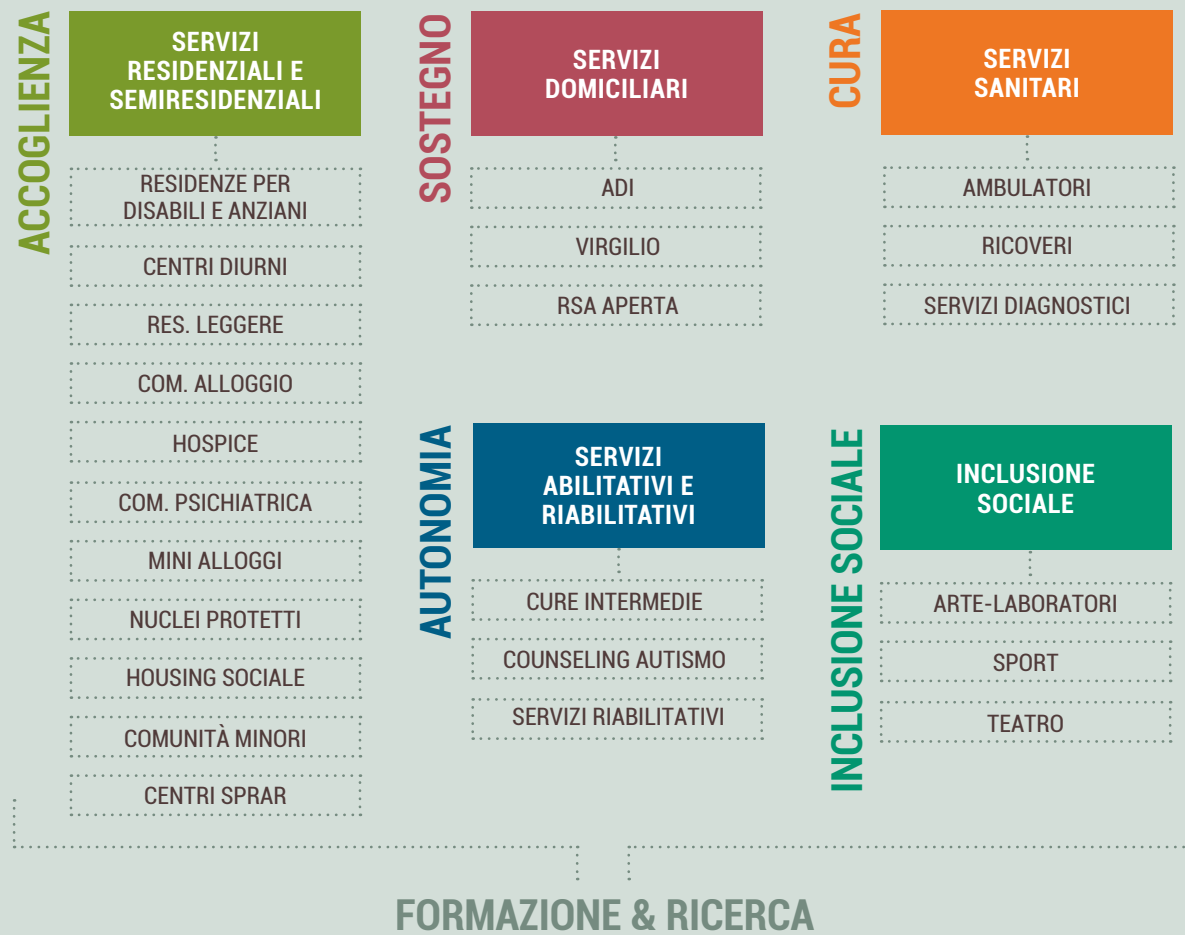 ACCOGLIENZA
SERVIZI
RESIDENZIALI E
SEMIRESIDENZIALI
RESIDENZE PER
DISABILI E ANZIANI
CENTRI DIURNI
RES. LEGGERE
COM. ALLOGGIO
HOSPICE
COM. PSICHIATRICA
MINI ALLOGGI
NUCLEI PROTETTI
HOUSING SOCIALE
COMUNITÀ MINORI
CENTRI SPRAR
SOSTEGNO
SERVIZI
DOMICILIARI
ADI
VIRGILIO
RSA APERTA
CURA
SERVIZI
SANITARI
AMBULATORI
RICOVERI
SERVIZI DIAGNOSTICI
AUTONOMIA
SERVIZI
ABILITATIVI E
RIABILITATIVI
CURE INTERMEDIE
COUNSELING AUTISMO
SERVIZI RIABILITATIVI
INCLUSIONE SOCIALE
INCLUSIONE
SOCIALE
ARTE-LABORATORI
SPORT
TEATRO
FORMAZIONE & RICERCA